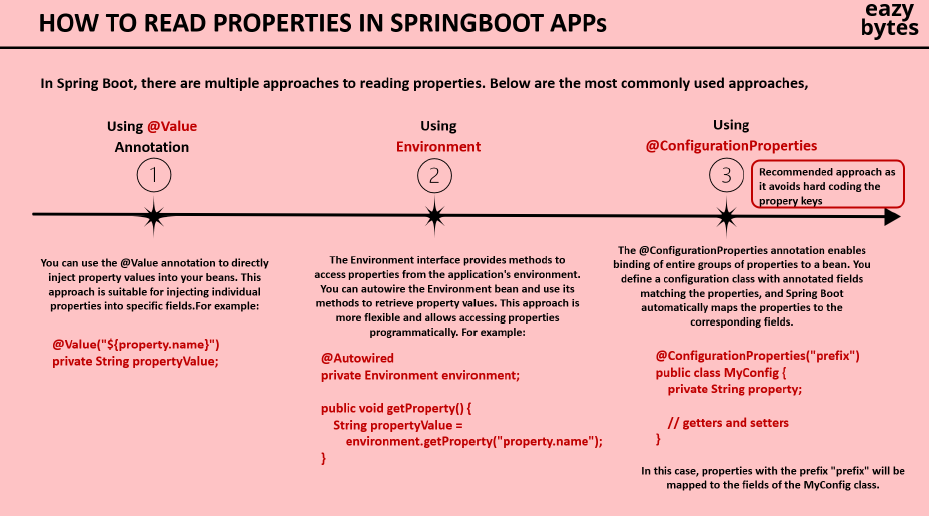 HOW TO READ PROPERTIES IN SPRINGBOOT APPs
eazy
bytes
In Spring Boot, there are multiple approaches to reading properties. Below are the most commonly used approaches,
Using @Value
Annotation
1
You can use the @Value annotation to directly
inject property values into your beans. This
approach is suitable for injecting individual
properties into specific fields.For example:
@Value("${property.name}")
private String propertyValue;
Using
Environment
2
The Environment interface provides methods to
access properties from the application's environment.
You can autowire the Environment bean and use its
methods to retrieve property values. This approach is
more flexible and allows accessing properties
programmatically. For example:
@Autowired
private Environment environment;
public void getProperty() {
String propertyValue =
environment.getProperty("property.name");
}
Using
@ConfigurationProperties
3
Recommended approach as
it avoids hard coding the
propery keys
The @ConfigurationProperties annotation enables
binding of entire groups of properties to a bean. You
define a configuration class with annotated fields
matching the properties, and Spring Boot
automatically maps the properties to the
corresponding fields.
@ConfigurationProperties("prefix")
public class MyConfig {
private String property;
// getters and setters
}
In this case, properties with the prefix "prefix" will be
mapped to the fields of the MyConfig class.